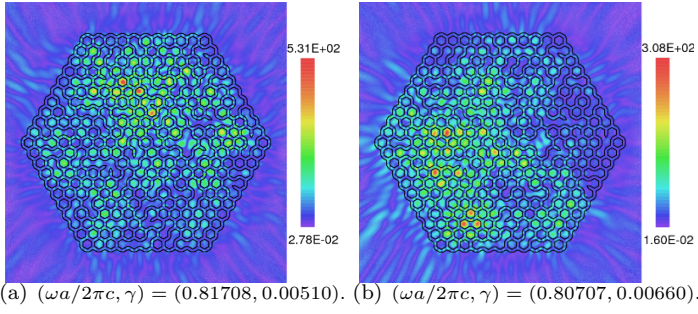 5.31E+02
2.78E-02
3.08E+02
1.60E-02
(a) (ωa/2πc, γ) = (0.81708, 0.00510). (b) (ωa/2πc, γ) = (0.80707, 0.00660).